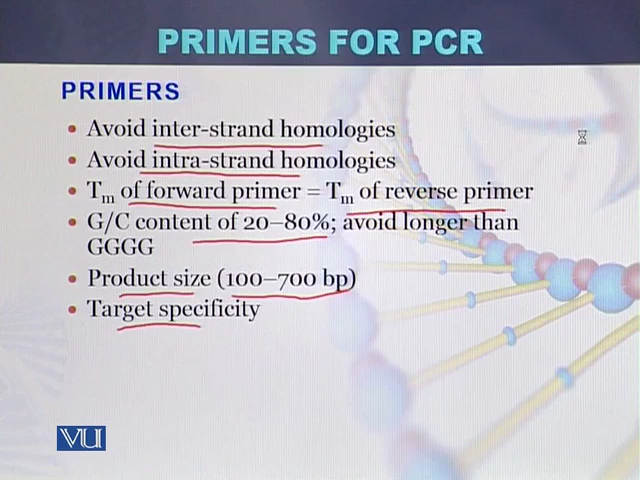 PRIMERS FOR PCR
PRIMERS
• Avoid inter-strand homologies
• Avoid intra-strand homologies
• Tm of forward primer = Tm of reverse primer
• G/C content of 20–80%; avoid longer than
GGGG
• Product size (100–700 bp)
• Target specificity
VU